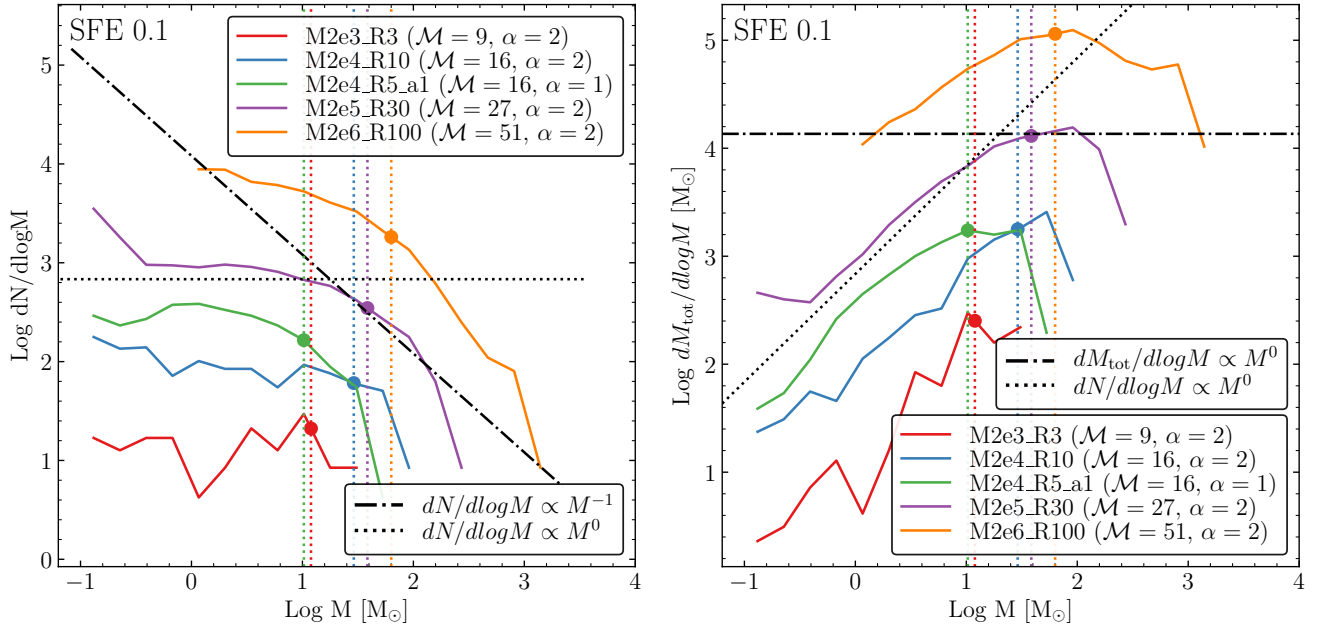 SFE 0.1
M2e3_R3 (ℳ = 9, α = 2)
M2e4_R10 (ℳ = 16, α = 2)
M2e4_R5_a1 (ℳ = 16, α = 1)
M2e5_R30 (ℳ = 27, α = 2)
M2e6_R100 (ℳ = 51, α = 2)
Log dN/dlogM
5
4
3
2
1
0
dN/dlogM ∝ M⁻¹
dN/dlogM ∝ M⁰
−1 0 1 2 3 4
Log M [M⊙]
SFE 0.1
Log dM_tot/dlogM [M⊙]
5
4
3
2
1
dM_tot/dlogM ∝ M⁰
dN/dlogM ∝ M⁰
M2e3_R3 (ℳ = 9, α = 2)
M2e4_R10 (ℳ = 16, α = 2)
M2e4_R5_a1 (ℳ = 16, α = 1)
M2e5_R30 (ℳ = 27, α = 2)
M2e6_R100 (ℳ = 51, α = 2)
−1 0 1 2 3 4
Log M [M⊙]